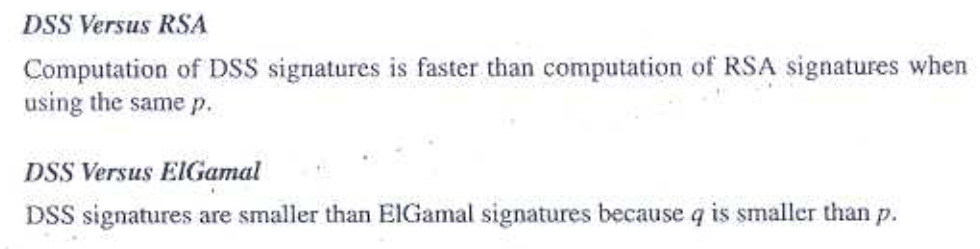 DSS Versus RSA
Computation of DSS signatures is faster than computation of RSA signatures when
using the same p.
DSS Versus ElGamal
DSS signatures are smaller than ElGamal signatures because q is smaller than p.